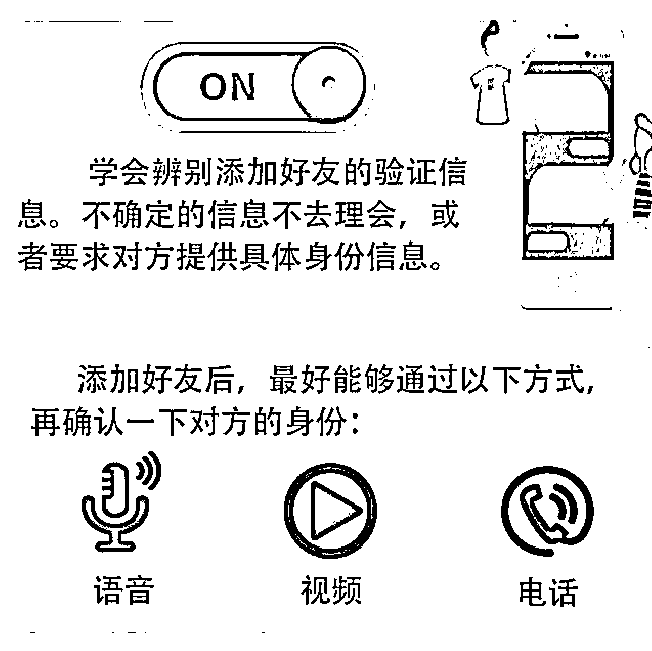 ON
学会辨别添加好友的验证信
息。不确定的信息不去理会，或
者要求对方提供具体身份信息。
添加好友后，最好能够通过以下方式，
再确认一下对方的身份：
语音 视频 电话